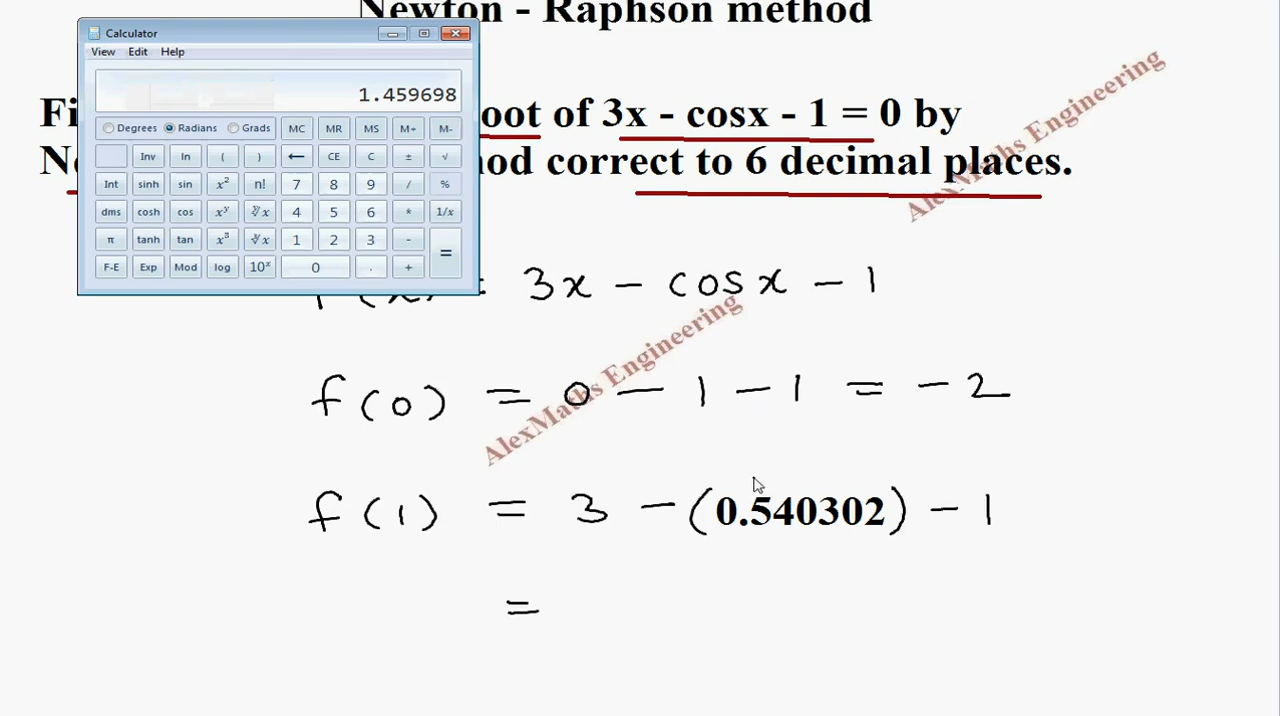 Newton - Raphson method
Calculator
View Edit Help
1.459698
Degrees Radians Grads MC MR MS M+ M-
Inv ln ( ) ← CE C ± √
Int sinh sin x² n! 7 8 9 / %
dms cosh cos xʸ ʸ√x 4 5 6 * 1/x
π tanh tan x³ ³√x 1 2 3 - =
F-E Exp Mod log 10ˣ 0 . +
Fi oot of 3x - cosx - 1 = 0 by
Ne od correct to 6 decimal places.
AlexMaths Engineering
f(x) = 3x - cosx - 1
AlexMaths Engineering
f(0) = 0 - 1 - 1 = -2
f(1) = 3 - (0.540302) - 1
=